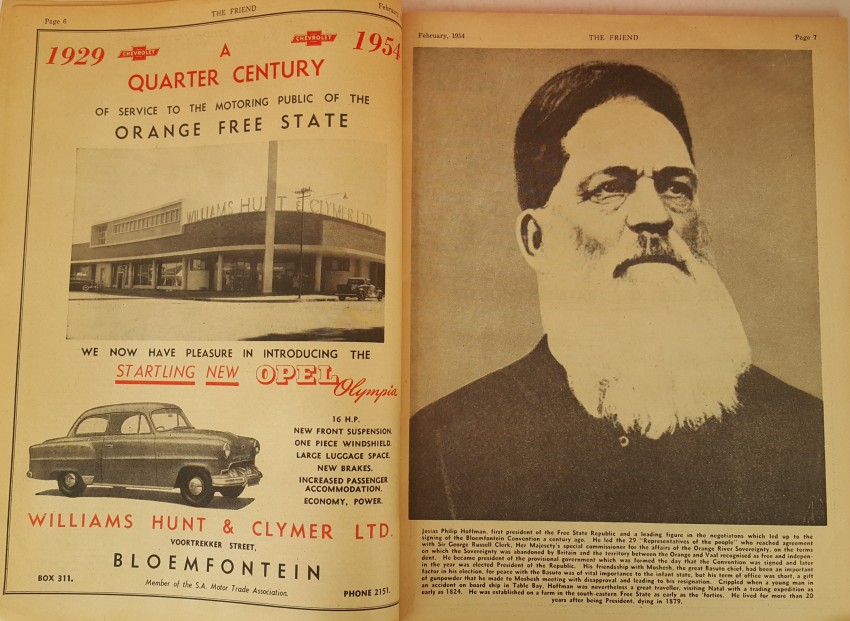 Page 6
THE FRIEND
February,
1929
CHEVROLET
A
CHEVROLET
1954
QUARTER CENTURY
OF SERVICE TO THE MOTORING PUBLIC OF THE
ORANGE FREE STATE
WILLIAMS HUNT & CLYMER LTD
WE NOW HAVE PLEASURE IN INTRODUCING THE
STARTLING NEW OPEL Olympia
16 H.P.
NEW FRONT SUSPENSION.
ONE PIECE WINDSHIELD.
LARGE LUGGAGE SPACE.
NEW BRAKES.
INCREASED PASSENGER
ACCOMMODATION.
ECONOMY, POWER.
WILLIAMS HUNT & CLYMER LTD.
VOORTREKKER STREET,
BLOEMFONTEIN
BOX 311.
Member of the S.A. Motor Trade Association.
PHONE 2151.
February, 1954
THE FRIEND
Page 7
Josias Philip Hoffman, first president of the Free State Republic and a leading figure in the negotiations which led up to the
signing of the Bloemfontein Convention a century ago. He led the 29 "Representatives of the people" who reached agreement
with Sir George Russell Clerk, Her Majesty's special commissioner for the affairs of the Orange River Sovereignty, on the terms
on which the Sovereignty was abandoned by Britain and the territory between the Orange and Vaal recognised as free and indepen-
dent. He became president of the provisional government which was formed the day that the Convention was signed and later
in the year was elected President of the Republic. His friendship with Moshesh, the great Basuto chief, had been an important
factor in his election, for peace with the Basuto was of vital importance to the infant state, but his term of office was short, a gift
of gunpowder that he made to Moshesh meeting with disapproval and leading to his resignation. Crippled when a young man in
an accident on board ship in Table Bay, Hoffman was nevertheless a great traveller, visiting Natal with a trading expedition as
early as 1824. He was established on a farm in the south-eastern Free State as early as the forties. He lived for more than 20
years after being President, dying in 1879.